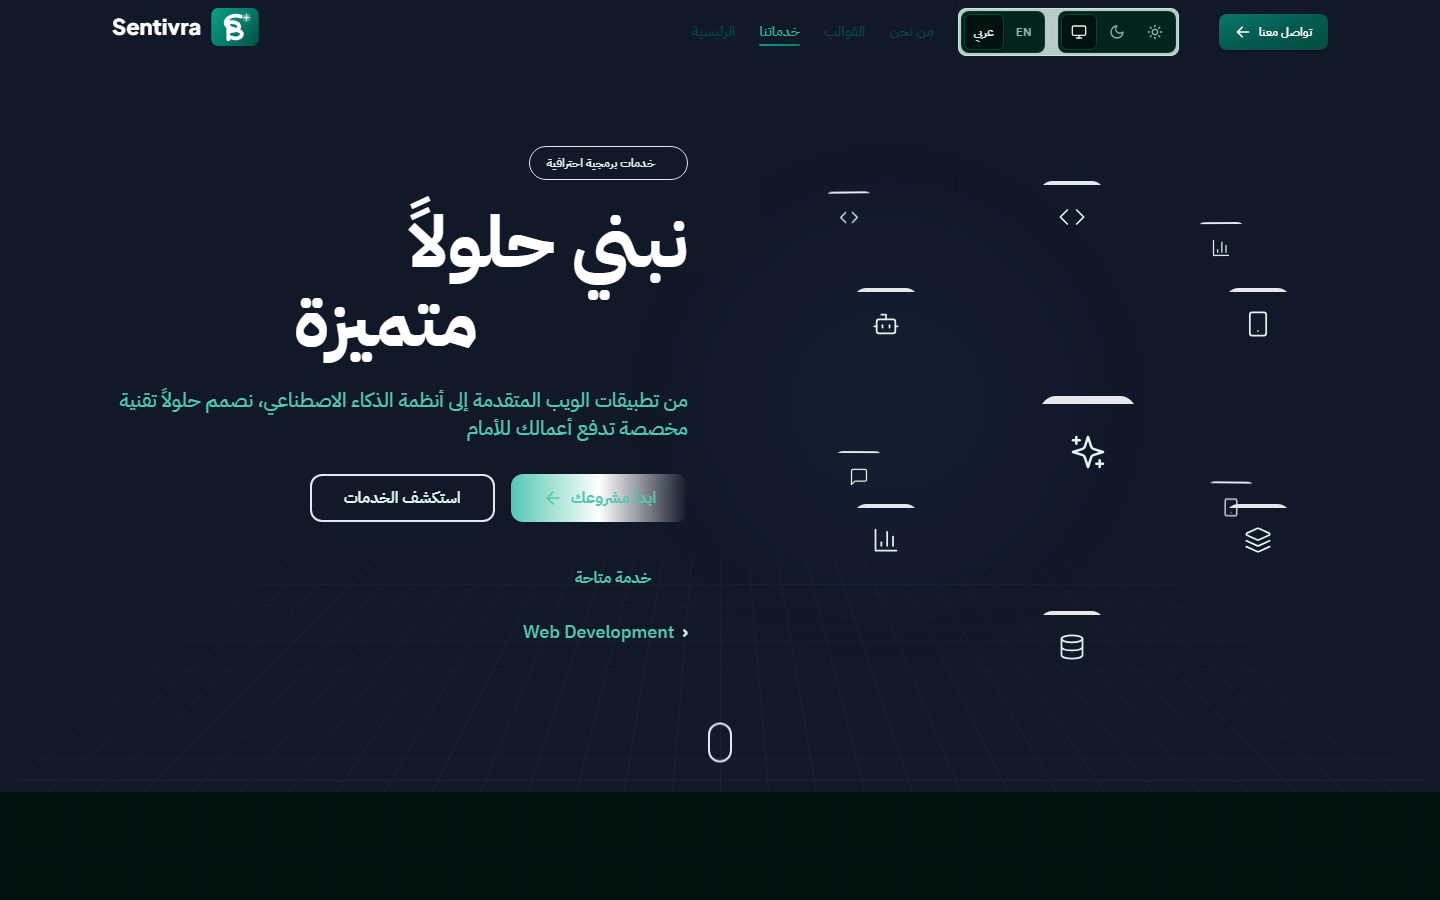 Sentivra
الرئيسية
خدماتنا
القوالب
من نحن
عربي
EN
تواصل معنا
خدمات برمجية احترافية
نبني حلولاً
متميزة
من تطبيقات الويب المتقدمة إلى أنظمة الذكاء الاصطناعي، نصمم حلولاً تقنية
مخصصة تدفع أعمالك للأمام
ابدء مشروعك
استكشف الخدمات
خدمة متاحة
Web Development